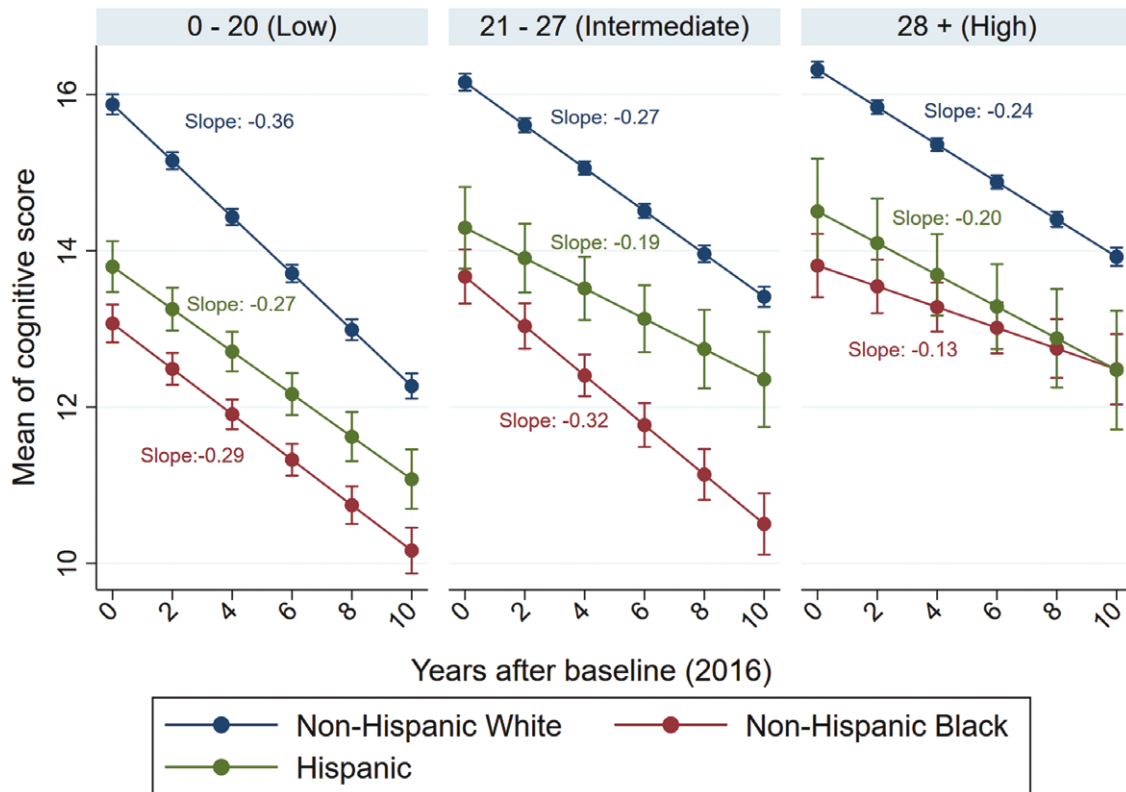 0 - 20 (Low)
21 - 27 (Intermediate)
28 + (High)
Mean of cognitive score
16
14
12
10
Slope: -0.36
Slope: -0.27
Slope:-0.29
Slope: -0.27
Slope: -0.19
Slope: -0.32
Slope: -0.24
Slope: -0.20
Slope: -0.13
0 2 4 6 8 10
0 2 4 6 8 10
0 2 4 6 8 10
Years after baseline (2016)
Non-Hispanic White
Non-Hispanic Black
Hispanic